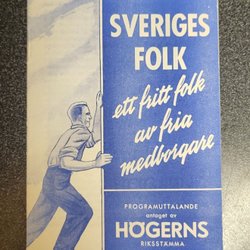 SVERIGES
FOLK
ett fritt folk
av fria
medborgare
PROGRAMUTTALANDE
antaget av
HÖGERNS
RIKSSTÄMMA